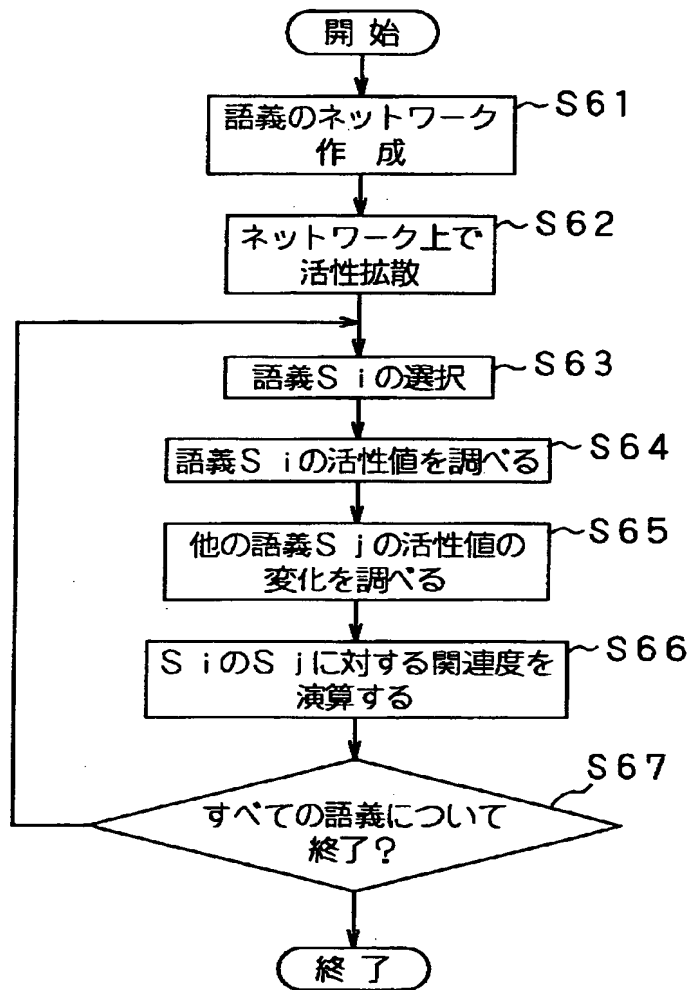 開始
語義のネットワーク
作 成
S61
ネットワーク上で
活性拡散
S62
語義Siの選択
S63
語義Siの活性値を調べる
S64
他の語義Sjの活性値の
変化を調べる
S65
SiのSjに対する関連度を
演算する
S66
すべての語義について
終了?
S67
終了